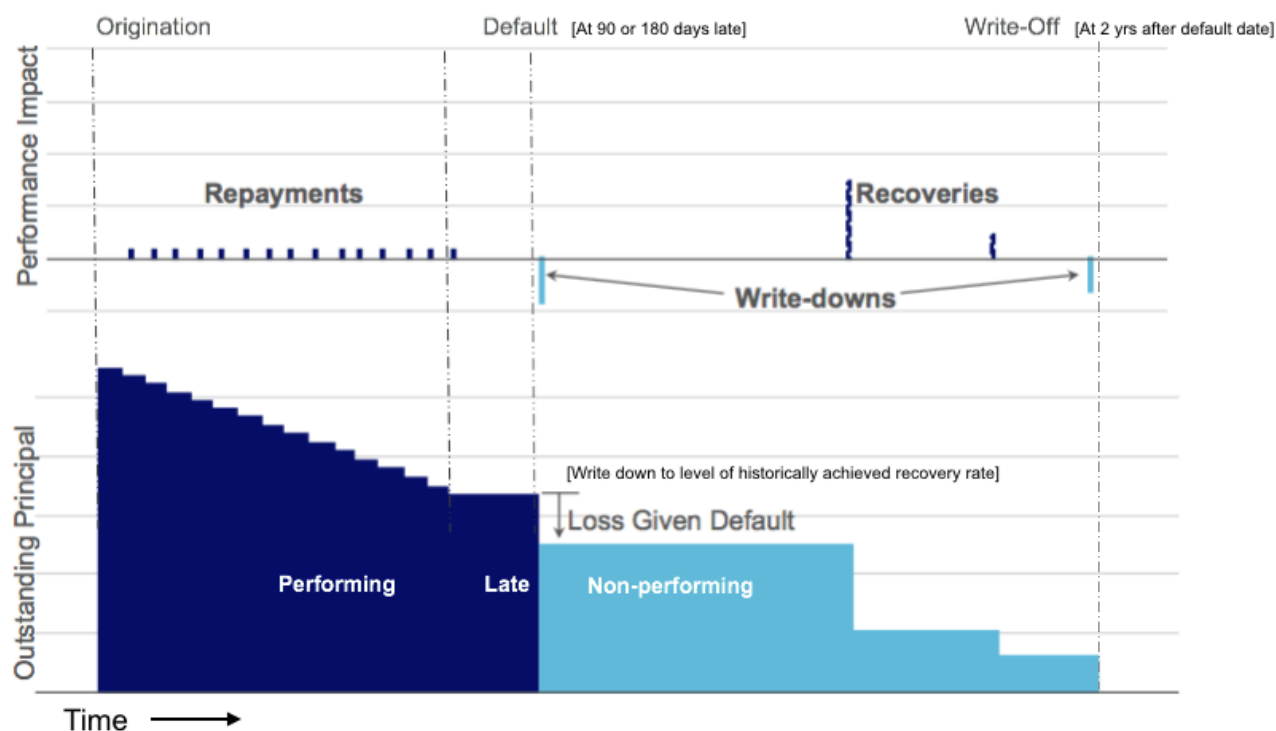 Origination
Default [At 90 or 180 days late]
Write-Off [At 2 yrs after default date]
Performance Impact
Repayments
Recoveries
Write-downs
Outstanding Principal
[Write down to level of historically achieved recovery rate]
Loss Given Default
Performing
Late
Non-performing
Time